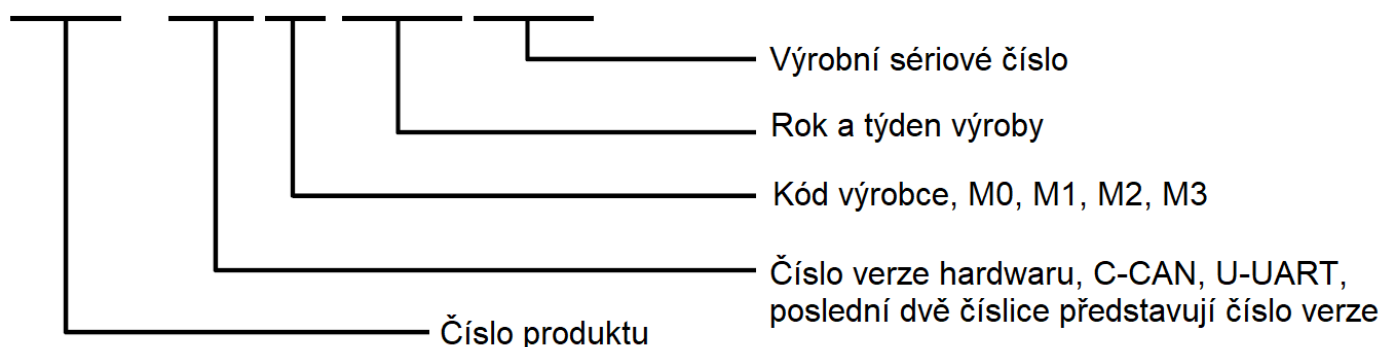 Výrobní sériové číslo
Rok a týden výroby
Kód výrobce, M0, M1, M2, M3
Číslo verze hardwaru, C-CAN, U-UART,
poslední dvě číslice představují číslo verze
Číslo produktu